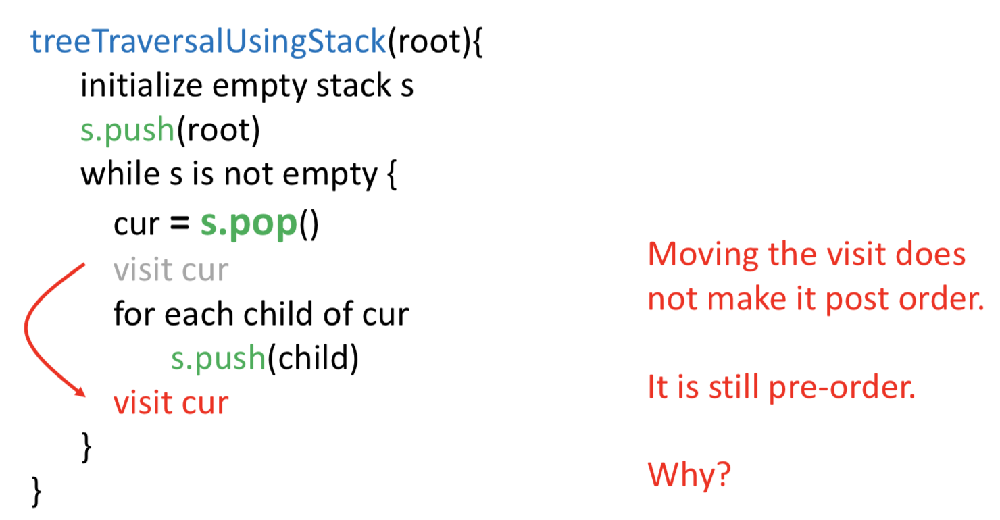 treeTraversalUsingStack(root){
initialize empty stack s
s.push(root)
while s is not empty {
cur = s.pop()
visit cur
for each child of cur
s.push(child)
visit cur
}
}
Moving the visit does
not make it post order.
It is still pre-order.
Why?